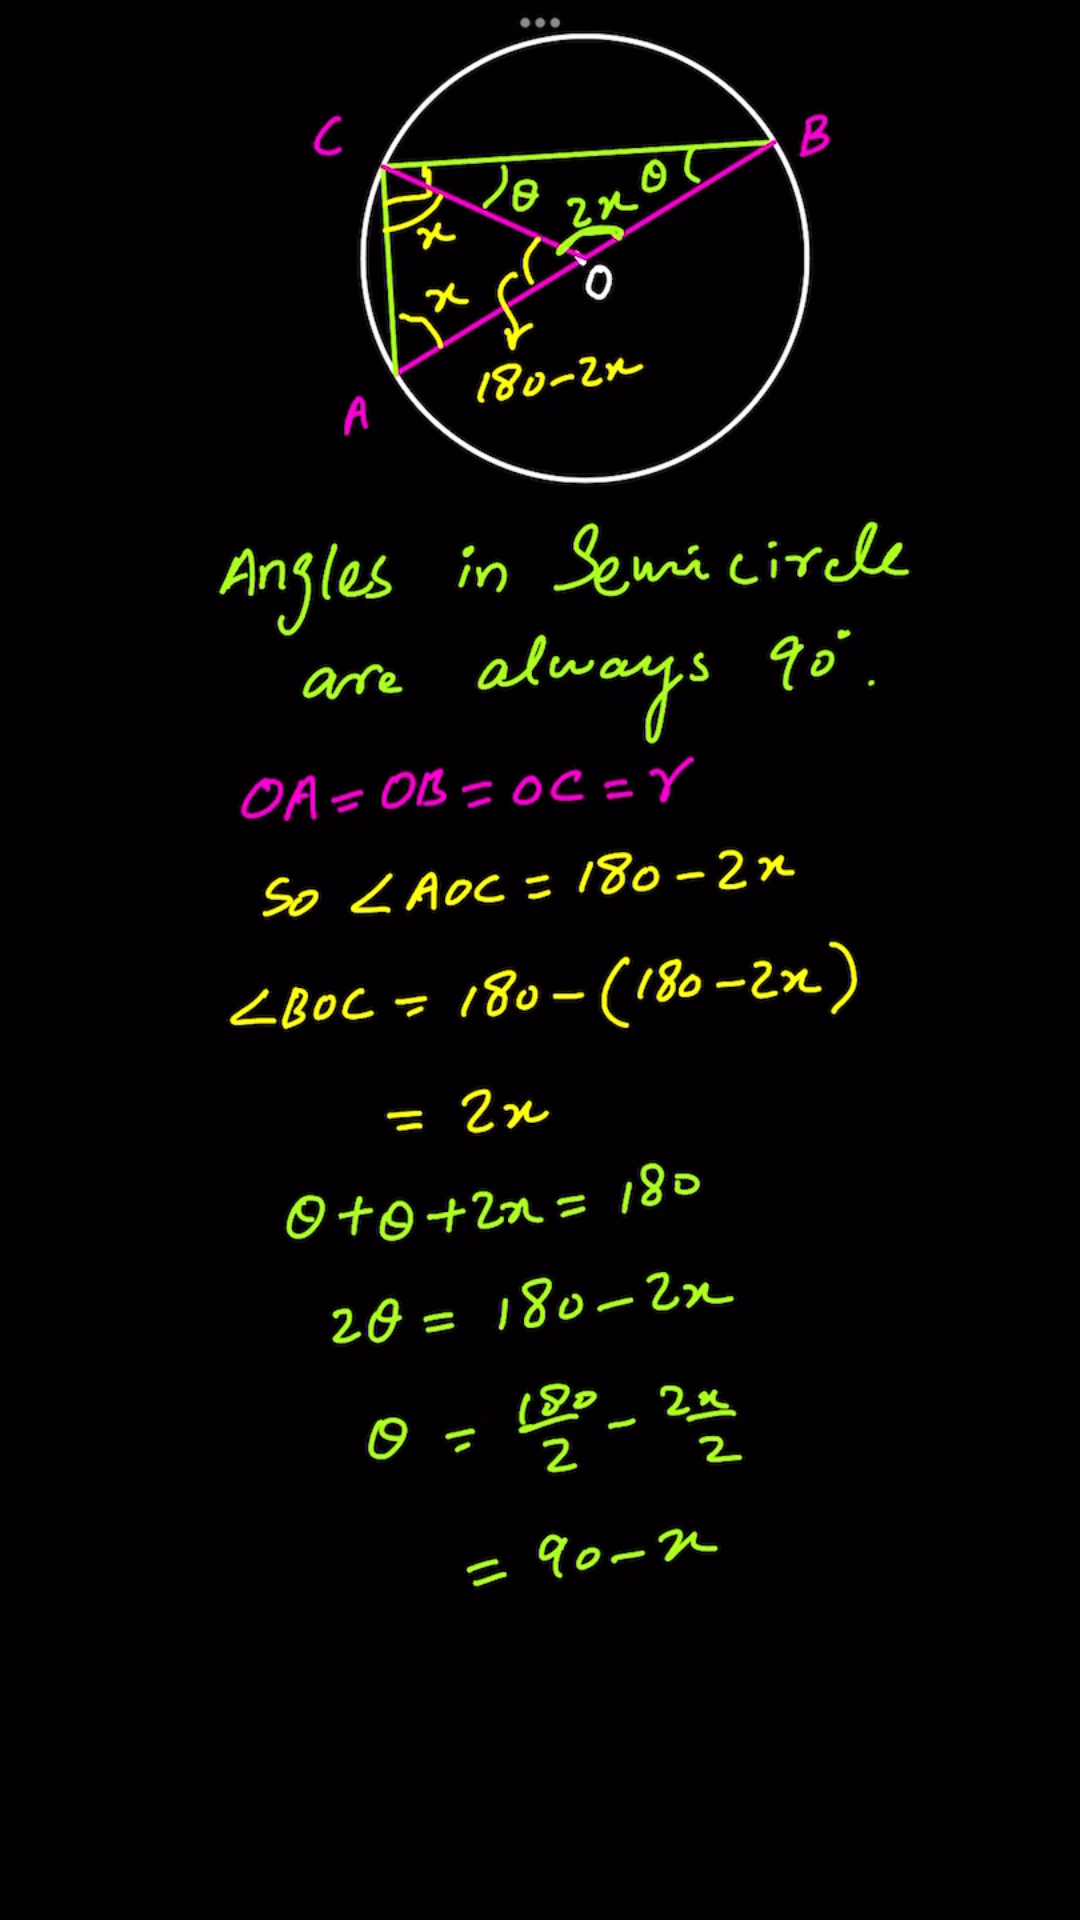 C
B
θ
θ
2x
x
O
x
180-2x
A
Angles in Semicircle
are always 90°.
OA = OB = OC = r
So ∠AOC = 180-2x
∠BOC = 180-(180-2x)
= 2x
θ+θ+2x = 180
2θ = 180-2x
θ = 180/2 - 2x/2
= 90-x